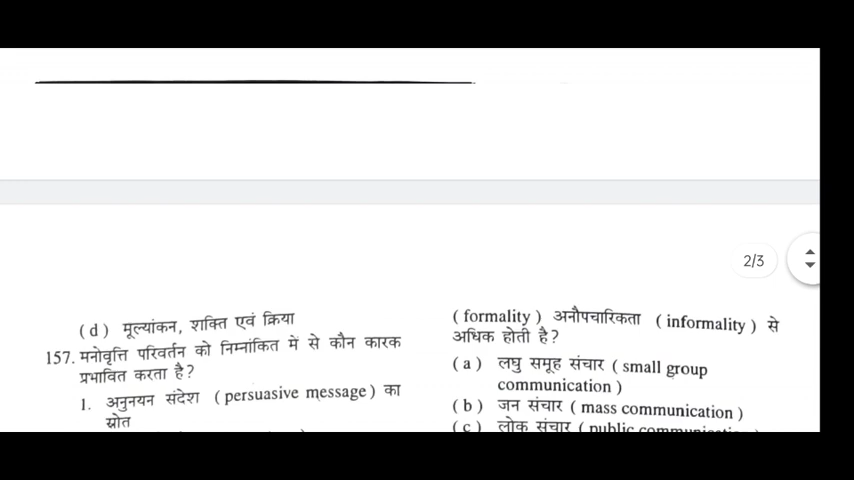 2/3
(d) मूल्यांकन, शक्ति एवं क्रिया
157. मनोवृत्ति परिवर्तन को निम्नांकित में से कौन कारक
प्रभावित करता है?
1. अनुनयन संदेश ( persuasive message ) का
स्रोत
( formality ) अनौपचारिकता ( informality ) से
अधिक होती है?
(a) लघु समूह संचार ( small group
communication )
(b) जन संचार ( mass communication )
(c) लोक संचार ( public